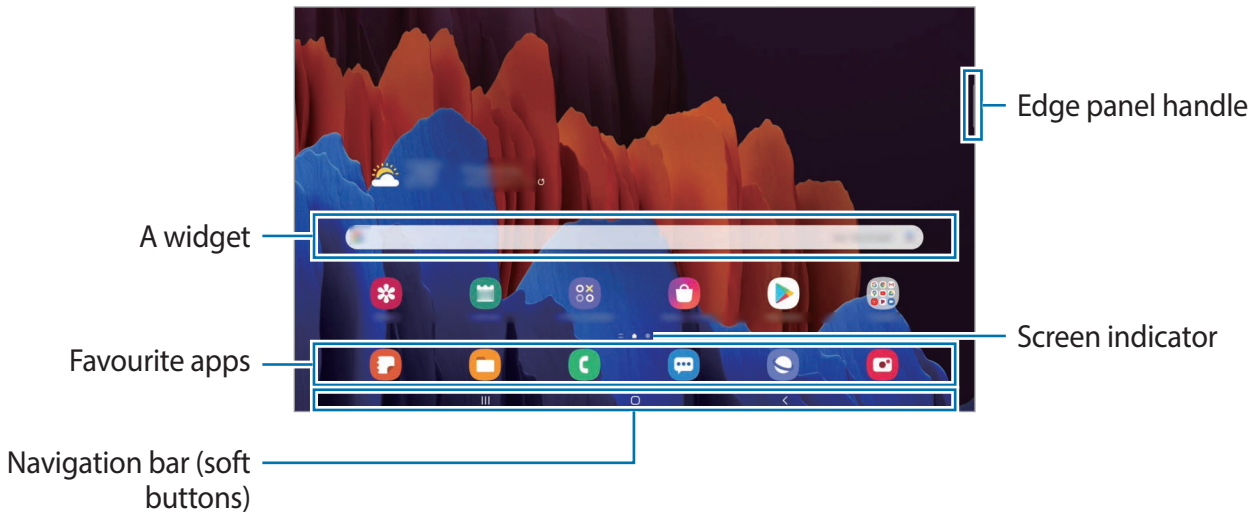 Edge panel handle
A widget
Screen indicator
Favourite apps
Navigation bar (soft
buttons)